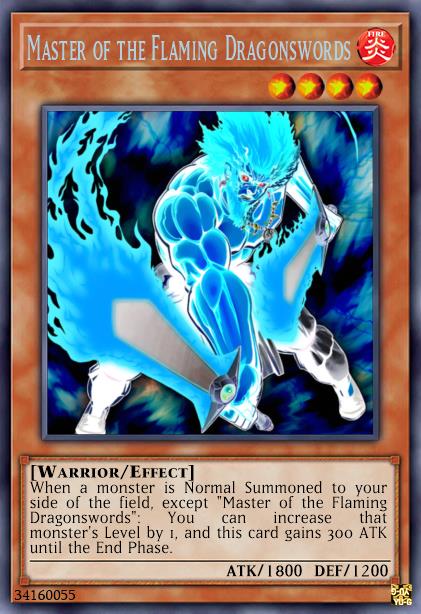 Master of the Flaming Dragonswords
FIRE
炎
[Warrior/Effect]
When a monster is Normal Summoned to your
side of the field, except "Master of the Flaming
Dragonswords": You can increase that
monster's Level by 1, and this card gains 300 ATK
until the End Phase.
ATK/1800 DEF/1200
34160055